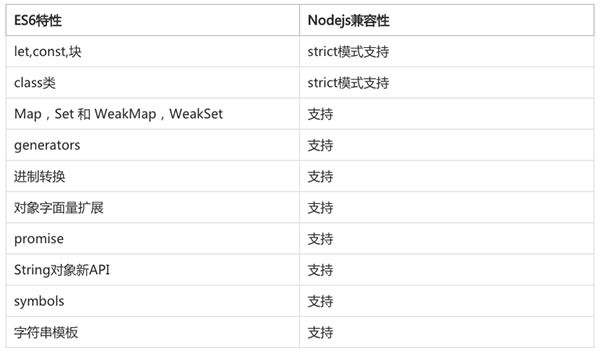 ES6特性 Nodejs兼容性
let,const,块 strict模式支持
class类 strict模式支持
Map，Set 和 WeakMap，WeakSet 支持
generators 支持
进制转换 支持
对象字面量扩展 支持
promise 支持
String对象新API 支持
symbols 支持
字符串模板 支持